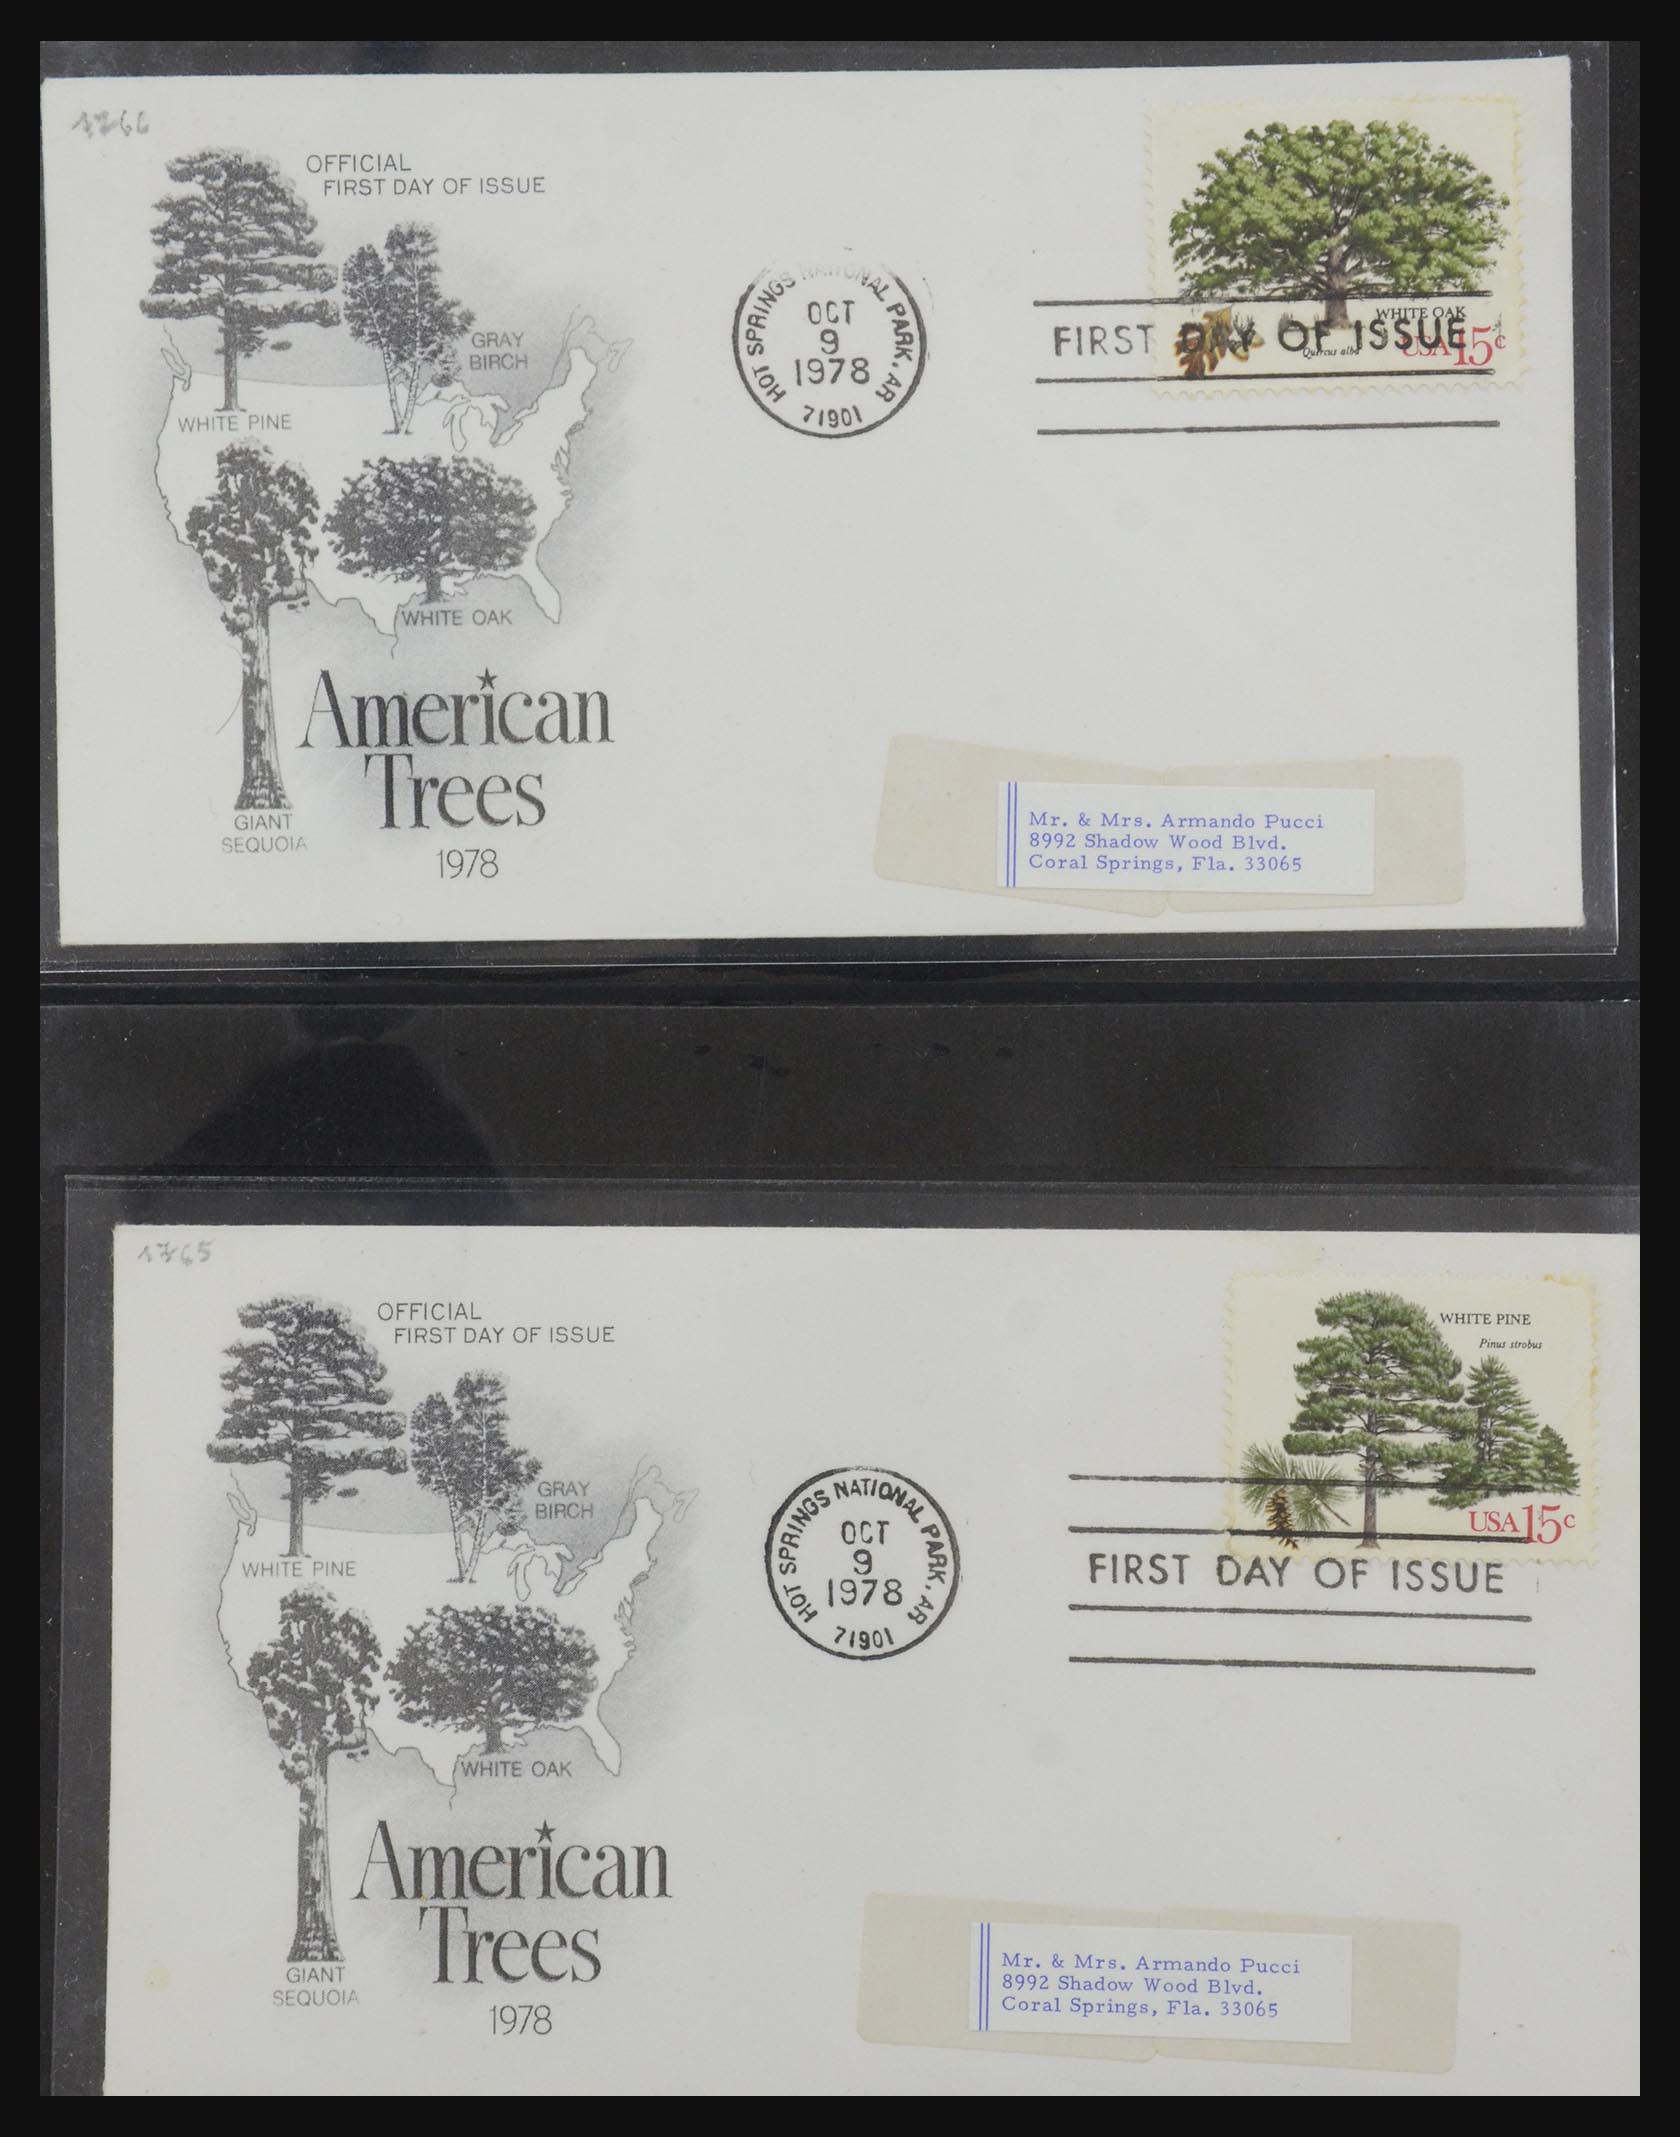 1766
OFFICIAL
FIRST DAY OF ISSUE
GRAY
BIRCH
WHITE PINE
WHITE OAK
GIANT
SEQUOIA
American
Trees
1978
HOT SPRINGS NATIONAL PARK, AR
OCT
9
1978
71901
WHITE OAK
Quercus alba
USA 15c
FIRST DAY OF ISSUE
Mr. & Mrs. Armando Pucci
8992 Shadow Wood Blvd.
Coral Springs, Fla. 33065
1765
OFFICIAL
FIRST DAY OF ISSUE
GRAY
BIRCH
WHITE PINE
WHITE OAK
GIANT
SEQUOIA
American
Trees
1978
HOT SPRINGS NATIONAL PARK, AR
OCT
9
1978
71901
WHITE PINE
Pinus strobus
USA 15c
FIRST DAY OF ISSUE
Mr. & Mrs. Armando Pucci
8992 Shadow Wood Blvd.
Coral Springs, Fla. 33065